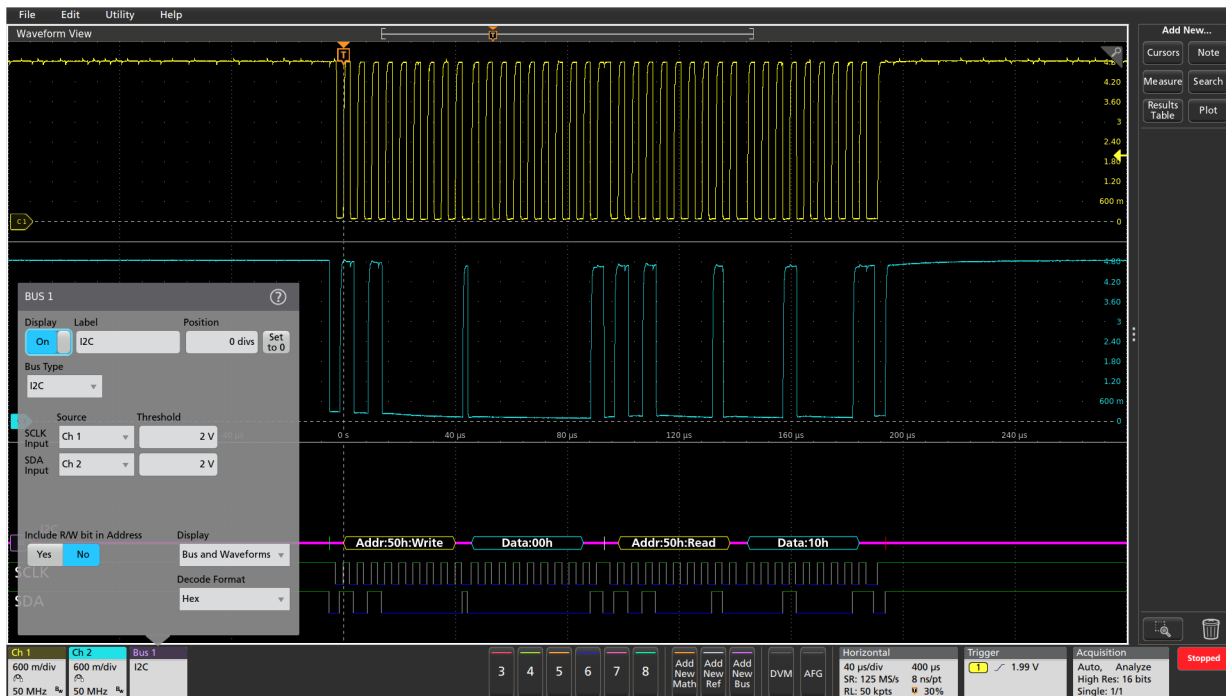 File Edit Utility Help
Waveform View
Add New...
Cursors Note
Measure Search
Results Table Plot
T
T
4.80
4.20
3.60
3
2.40
1.80
1.20
600 m
0
C1
4.80
4.20
3.60
3
2.40
1.80
1.20
600 m
0
0 s 40 µs 80 µs 120 µs 160 µs 200 µs 240 µs
BUS 1 ?
Display Label Position
On I2C 0 divs Set to 0
Bus Type
I2C
Source Threshold
SCLK Input Ch 1 2 V
SDA Input Ch 2 2 V
Include R/W bit in Address Display
Yes No Bus and Waveforms
Decode Format
Hex
I2C
Addr:50h:Write Data:00h Addr:50h:Read Data:10h
SCLK
SDA
Ch 1
600 m/div
50 MHz Bw
Ch 2
600 m/div
50 MHz Bw
Bus 1
I2C
3 4 5 6 7 8
Add New Math
Add New Ref
Add New Bus
DVM AFG
Horizontal
40 µs/div 400 µs
SR: 125 MS/s 8 ns/pt
RL: 50 kpts 30%
Trigger
1 1.99 V
Acquisition
Auto, Analyze
High Res: 16 bits
Single: 1/1
Stopped